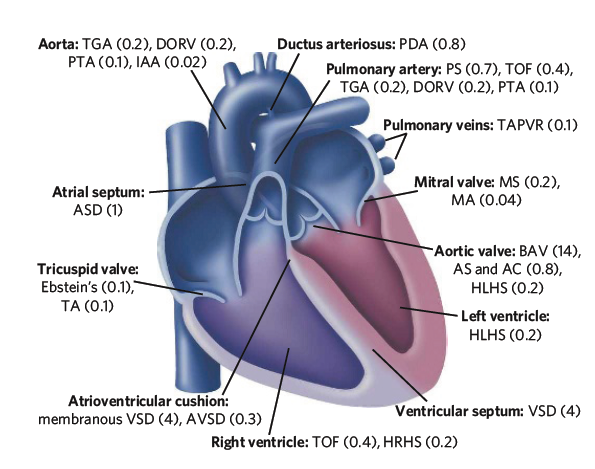 Aorta: TGA (0.2), DORV (0.2),
PTA (0.1), IAA (0.02)
Ductus arteriosus: PDA (0.8)
Pulmonary artery: PS (0.7), TOF (0.4),
TGA (0.2), DORV (0.2), PTA (0.1)
Pulmonary veins: TAPVR (0.1)
Atrial septum:
ASD (1)
Mitral valve: MS (0.2),
MA (0.04)
Aortic valve: BAV (14),
AS and AC (0.8),
HLHS (0.2)
Tricuspid valve:
Ebstein's (0.1),
TA (0.1)
Left ventricle:
HLHS (0.2)
Atrioventricular cushion:
membranous VSD (4), AVSD (0.3)
Ventricular septum: VSD (4)
Right ventricle: TOF (0.4), HRHS (0.2)